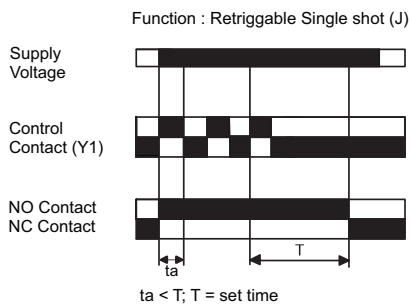 Function : Retriggable Single shot (J)
Supply
Voltage
Control
Contact (Y1)
NO Contact
NC Contact
ta
T
ta < T; T = set time